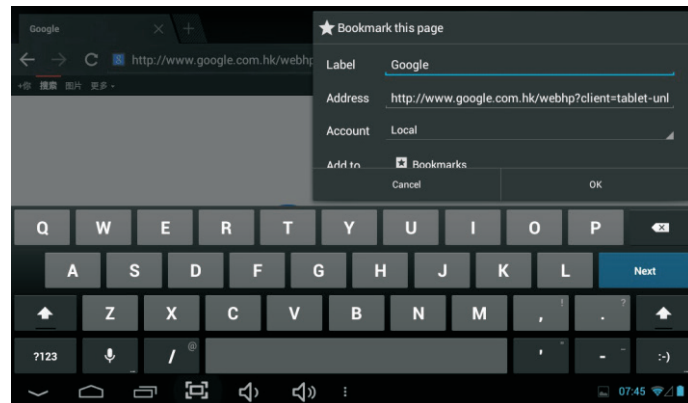 Google
Bookmark this page
http://www.google.com.hk/webhp
+你 搜索 图片 更多
Label Google
Address http://www.google.com.hk/webhp?client=tablet-unl
Account Local
Add to Bookmarks
Cancel OK
Q W E R T Y U I O P
A S D F G H J K L Next
Z X C V B N M , ! . ?
?123 / @ ' " - _ :-)
07:45